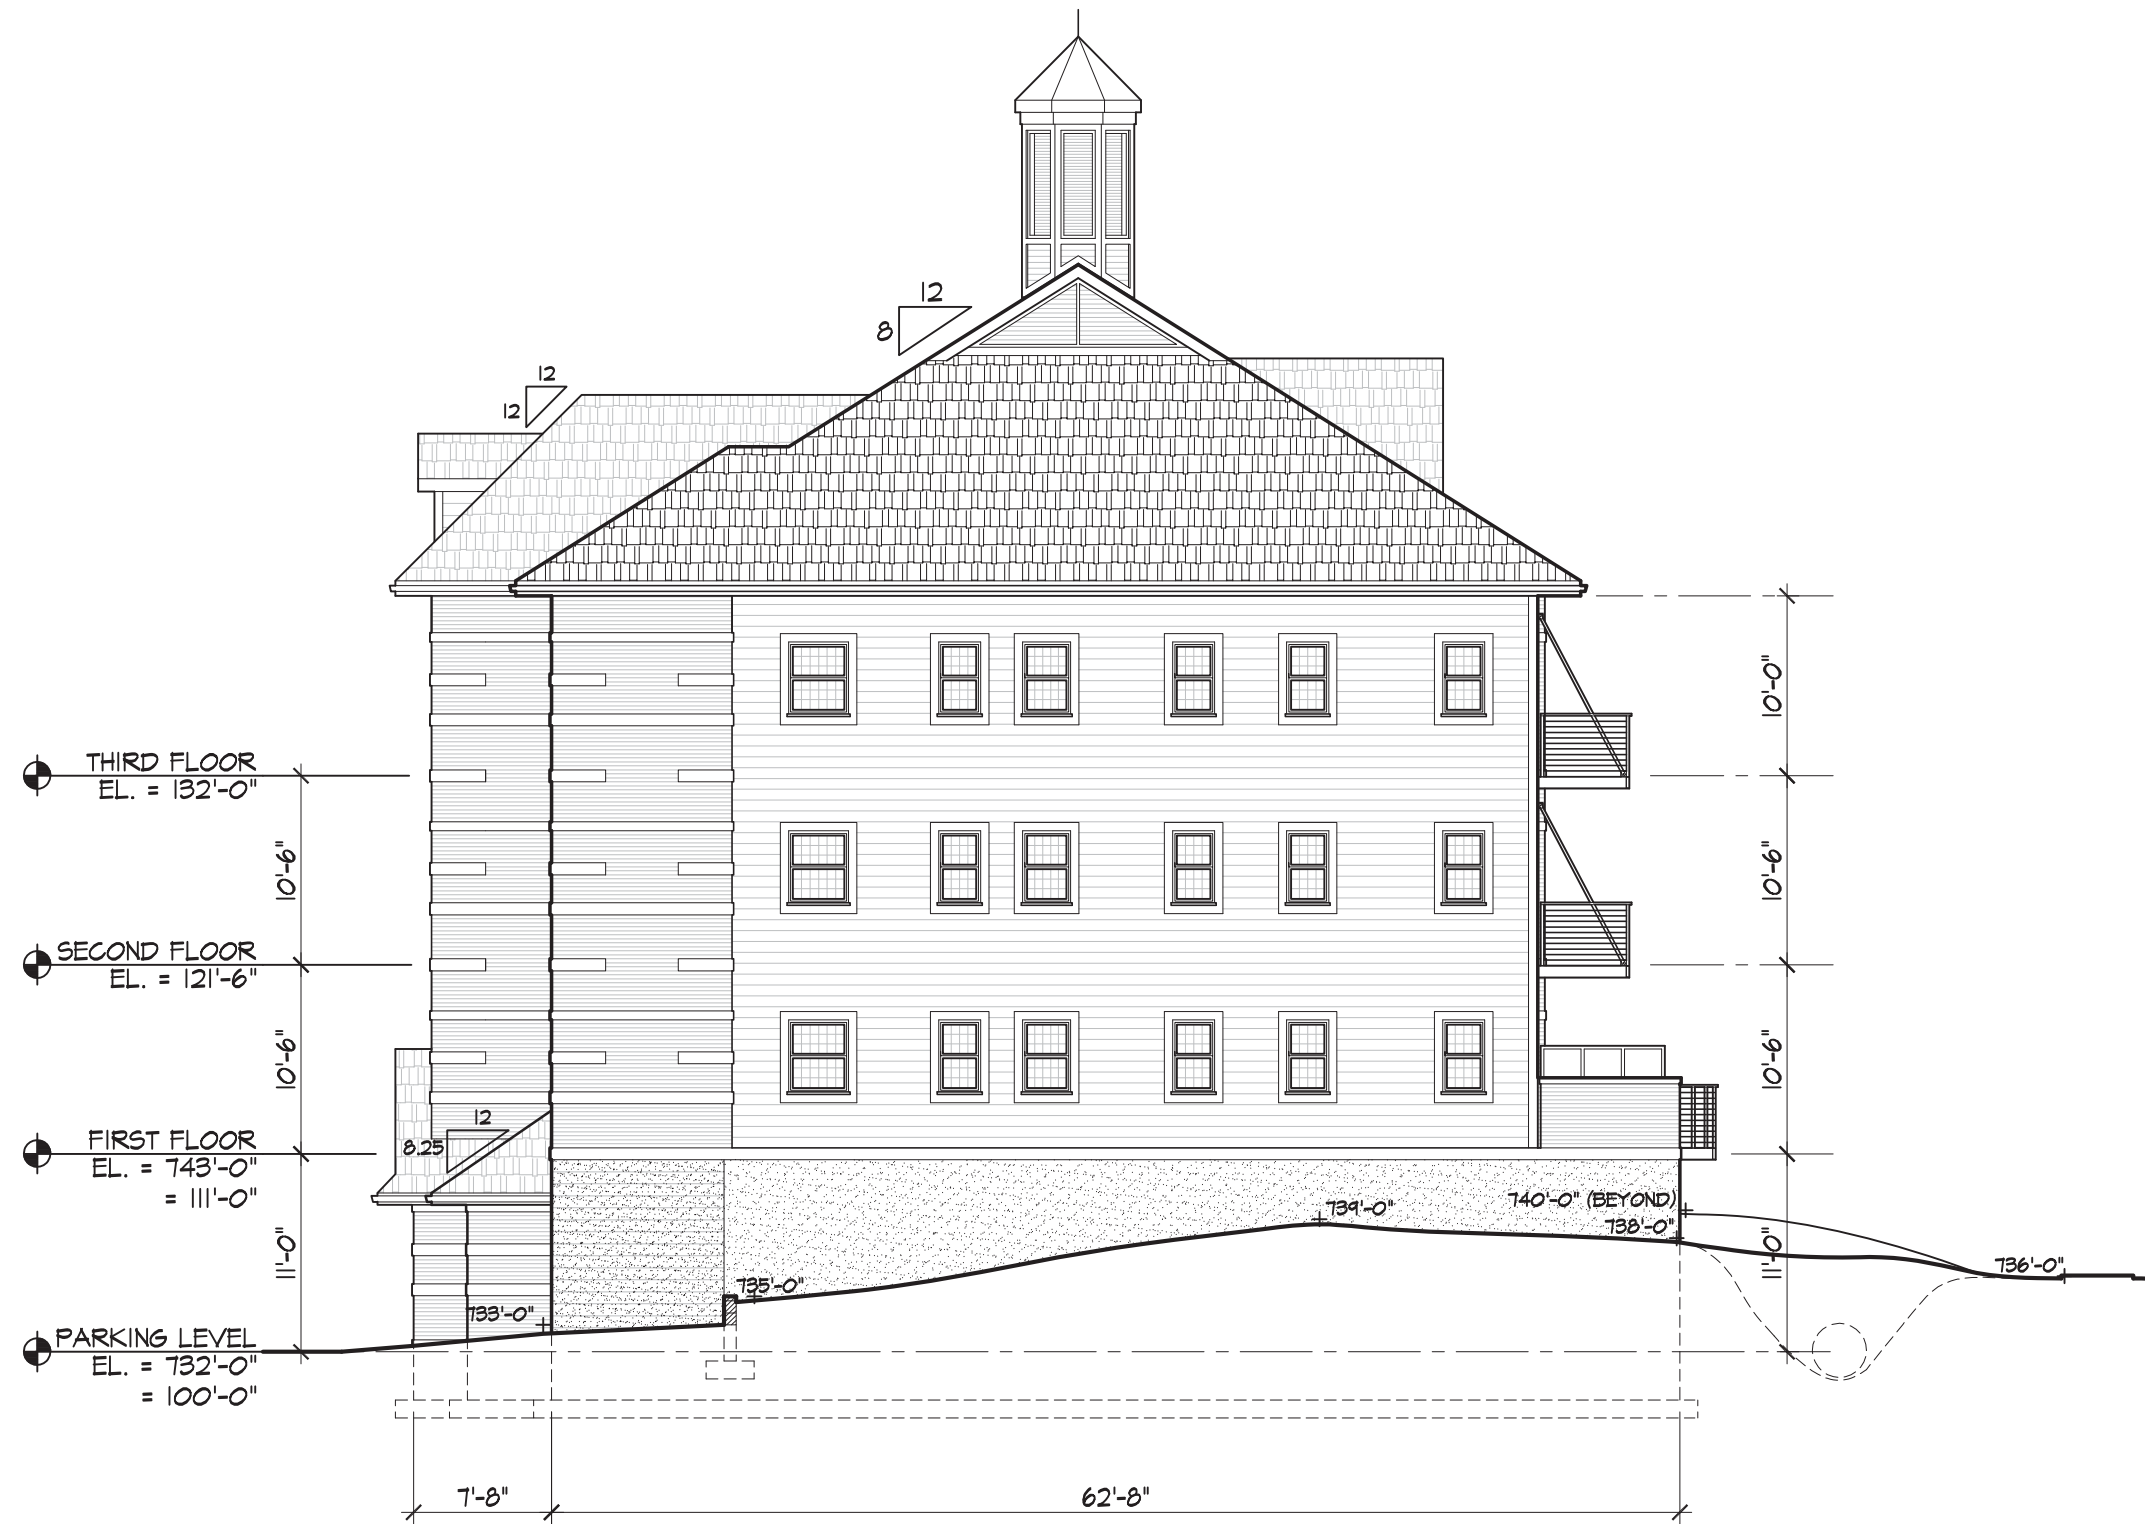 12
8
12
12
THIRD FLOOR
EL. = 132'-0"
10'-0"
10'-6"
10'-6"
SECOND FLOOR
EL. = 121'-6"
10'-6"
10'-6"
12
8.25
FIRST FLOOR
EL. = 743'-0"
= 111'-0"
740'-0" (BEYOND)
739'-0"
738'-0"
11'-0"
11'-0"
736'-0"
735'-0"
733'-0"
PARKING LEVEL
EL. = 732'-0"
= 100'-0"
7'-8"
62'-8"